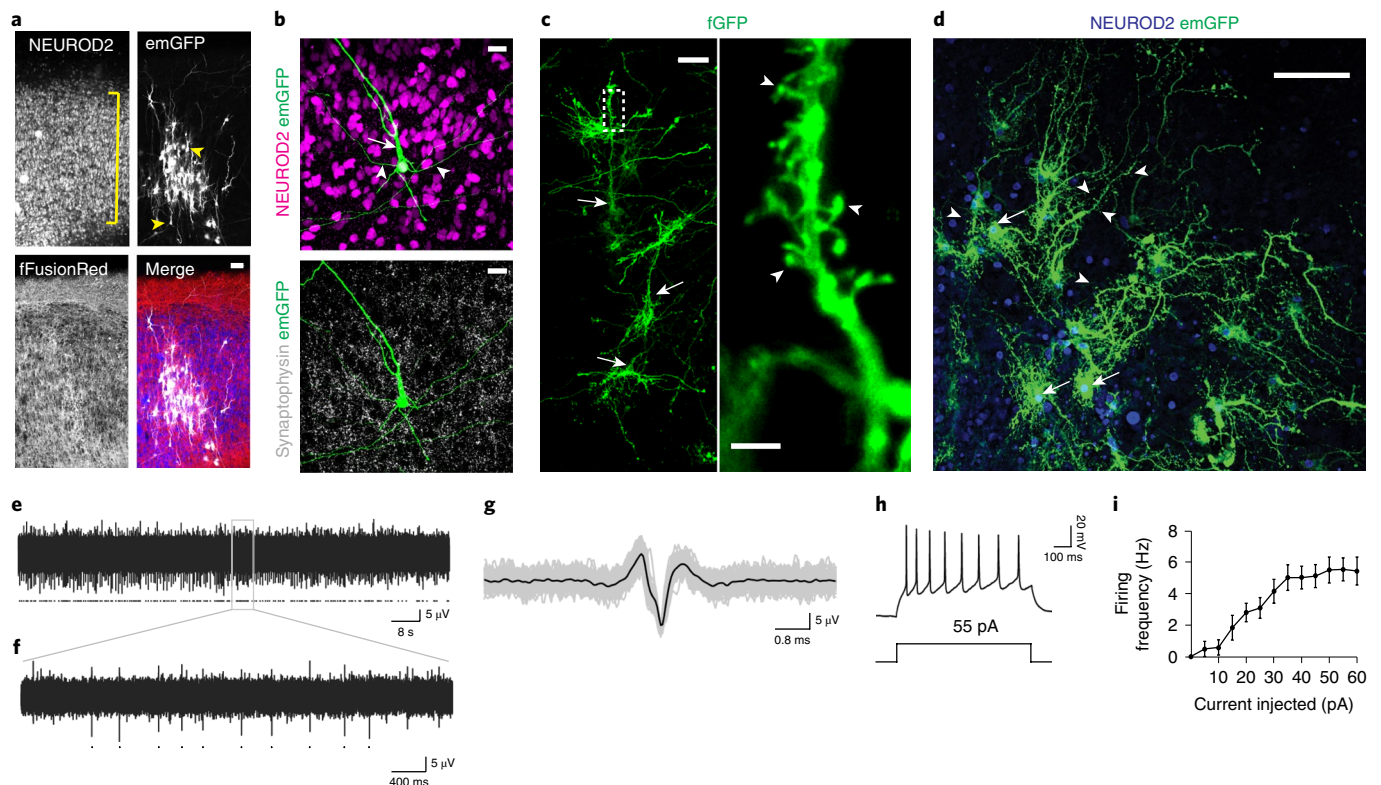 a
NEUROD2
emGFP
fFusionRed
Merge
b
NEUROD2 emGFP
Synaptophysin emGFP
c
fGFP
d
NEUROD2 emGFP
e
5 µV
8 s
f
5 µV
400 ms
g
5 µV
0.8 ms
h
20 mV
100 ms
55 pA
i
Firing
frequency (Hz)
8
6
4
2
0
10 20 30 40 50 60
Current injected (pA)